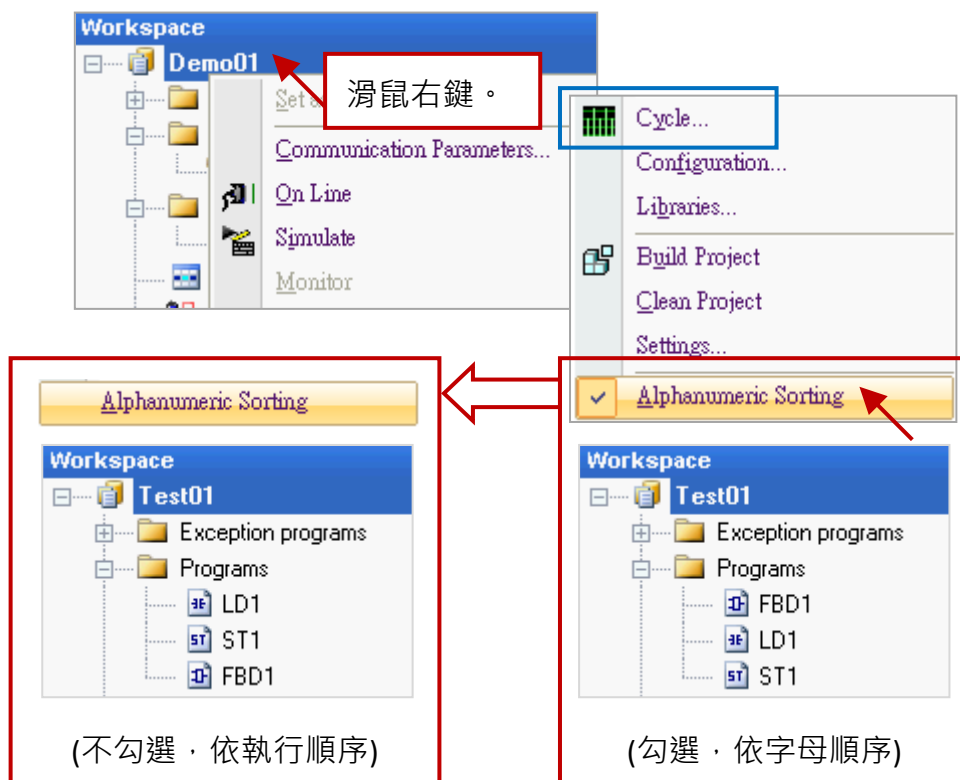 Workspace
Demo01
滑鼠右鍵。
Set a
Communication Parameters...
On Line
Simulate
Monitor
Cycle...
Configuration...
Libraries...
Build Project
Clean Project
Settings...
Alphanumeric Sorting
Alphanumeric Sorting
Workspace
Test01
Exception programs
Programs
LD1
ST1
FBD1
(不勾選，依執行順序)
Workspace
Test01
Exception programs
Programs
FBD1
LD1
ST1
(勾選，依字母順序)